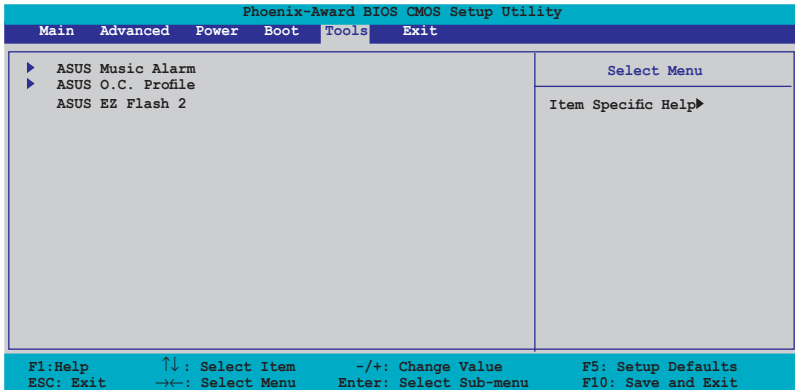 Phoenix-Award BIOS CMOS Setup Utility
Main Advanced Power Boot Tools Exit
ASUS Music Alarm
ASUS O.C. Profile
ASUS EZ Flash 2
Select Menu
Item Specific Help
F1:Help ↑↓: Select Item -/+: Change Value F5: Setup Defaults
ESC: Exit →←: Select Menu Enter: Select Sub-menu F10: Save and Exit